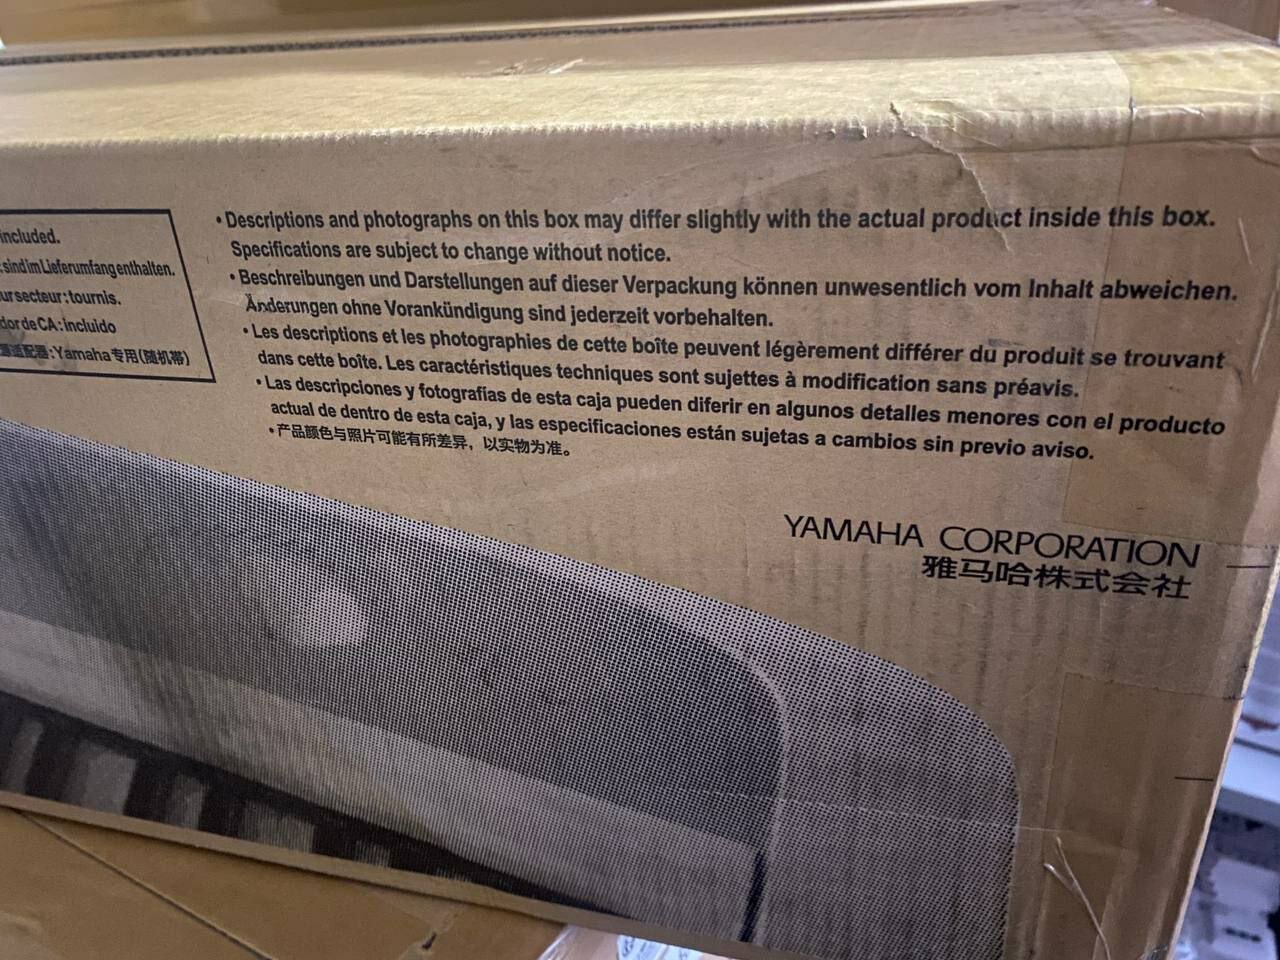 included.
sind im Lieferumfang enthalten.
ur secteur : tournis.
dor de CA : incluido
适配器:Yamaha专用(随机带)
• Descriptions and photographs on this box may differ slightly with the actual product inside this box.
Specifications are subject to change without notice.
• Beschreibungen und Darstellungen auf dieser Verpackung können unwesentlich vom Inhalt abweichen.
Änderungen ohne Vorankündigung sind jederzeit vorbehalten.
• Les descriptions et les photographies de cette boîte peuvent légèrement différer du produit se trouvant
dans cette boîte. Les caractéristiques techniques sont sujettes à modification sans préavis.
• Las descripciones y fotografías de esta caja pueden diferir en algunos detalles menores con el producto
actual de dentro de esta caja, y las especificaciones están sujetas a cambios sin previo aviso.
• 产品颜色与照片可能有所差异，以实物为准。
YAMAHA CORPORATION
雅马哈株式会社